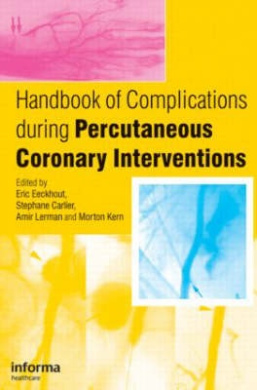 Handbook of Complications
during Percutaneous
Coronary Interventions
Edited by
Eric Eeckhout,
Stephane Carlier,
Amir Lerman and Morton Kern
informa
healthcare